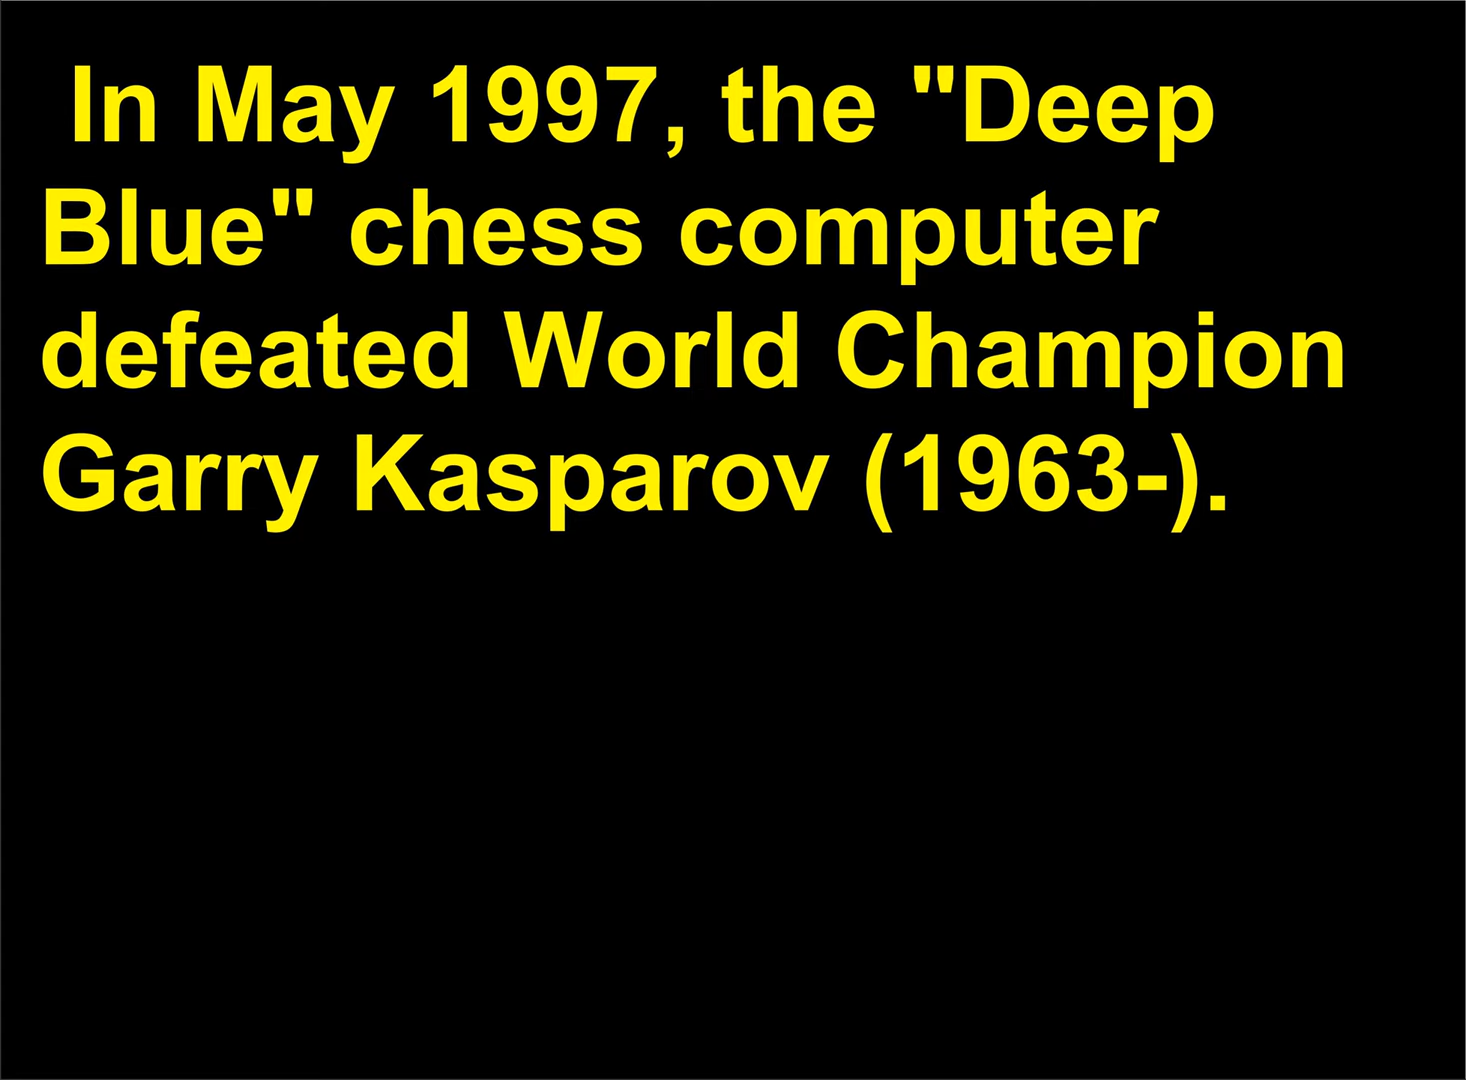 In May 1997, the "Deep
Blue" chess computer
defeated World Champion
Garry Kasparov (1963-).